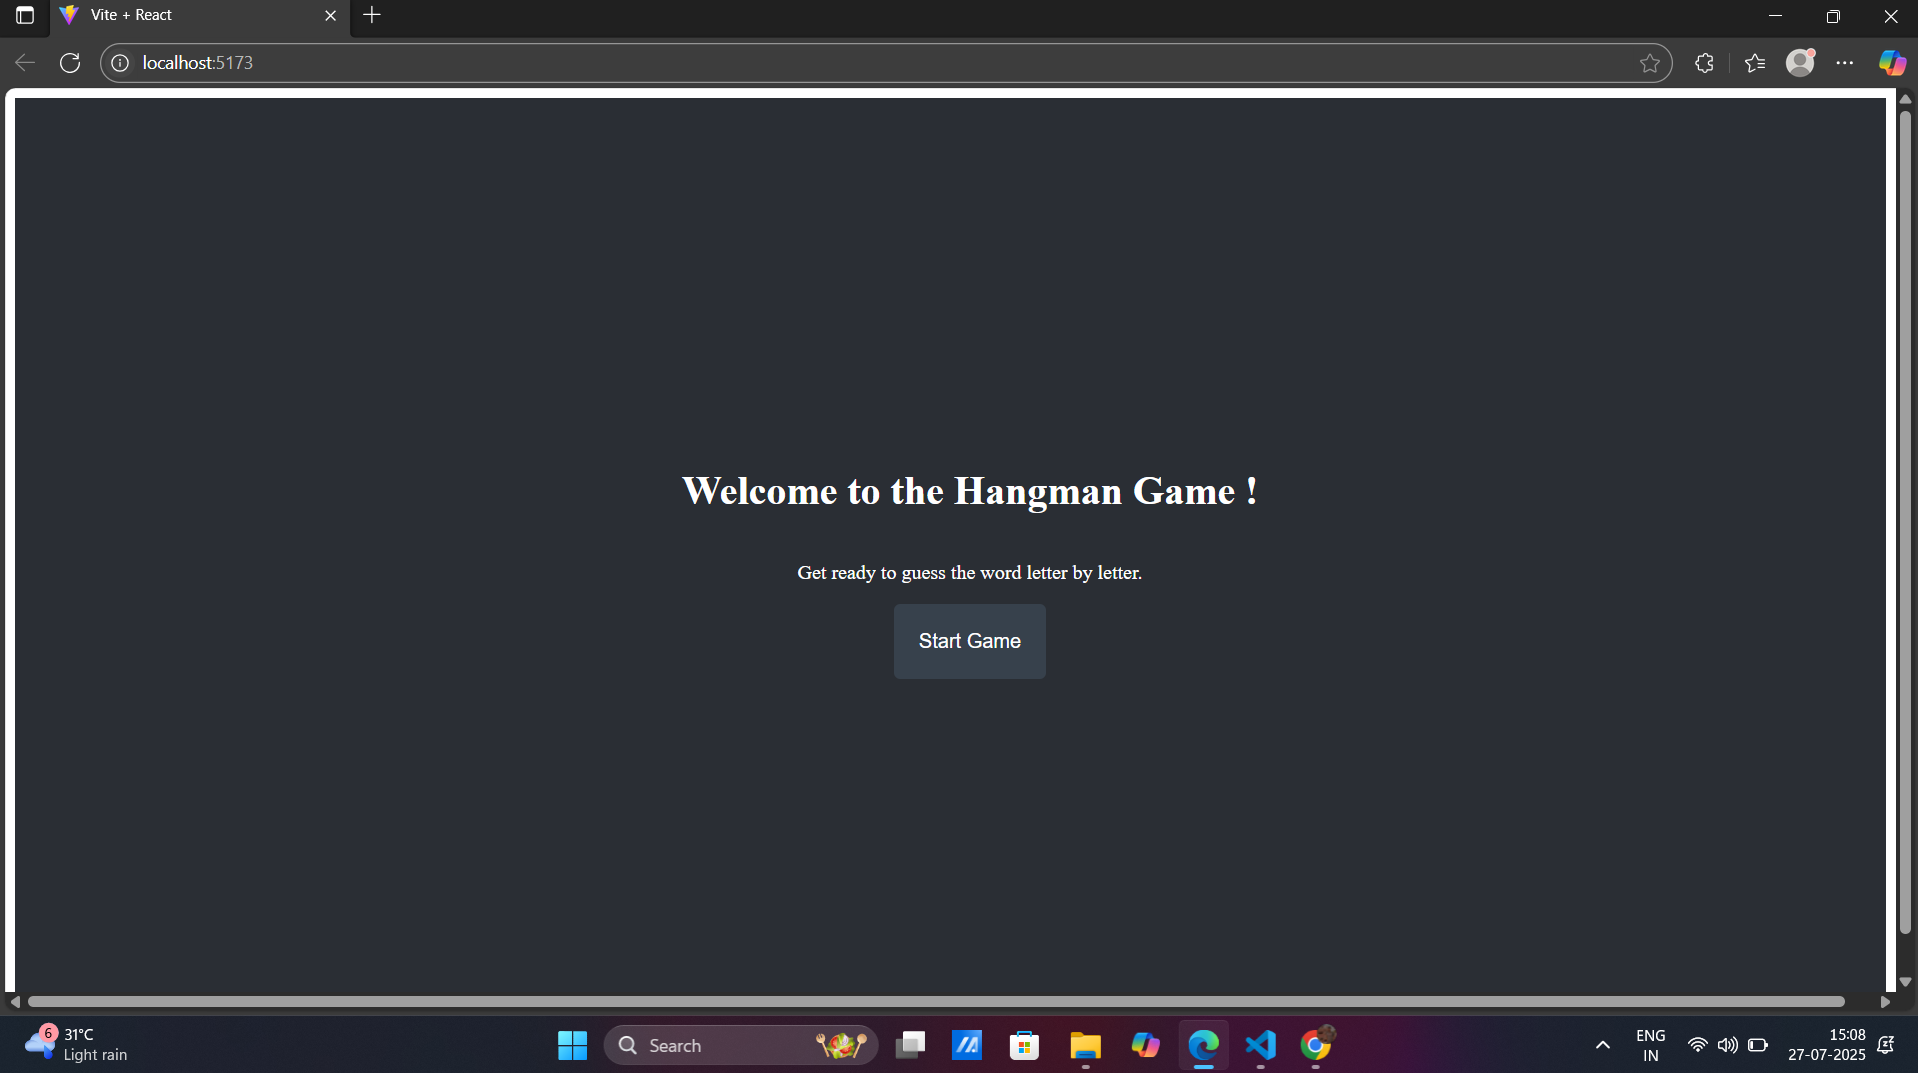 Vite + React
localhost:5173
Welcome to the Hangman Game !
Get ready to guess the word letter by letter.
Start Game
6
31°C
Light rain
Search
ENG
IN
15:08
27-07-2025